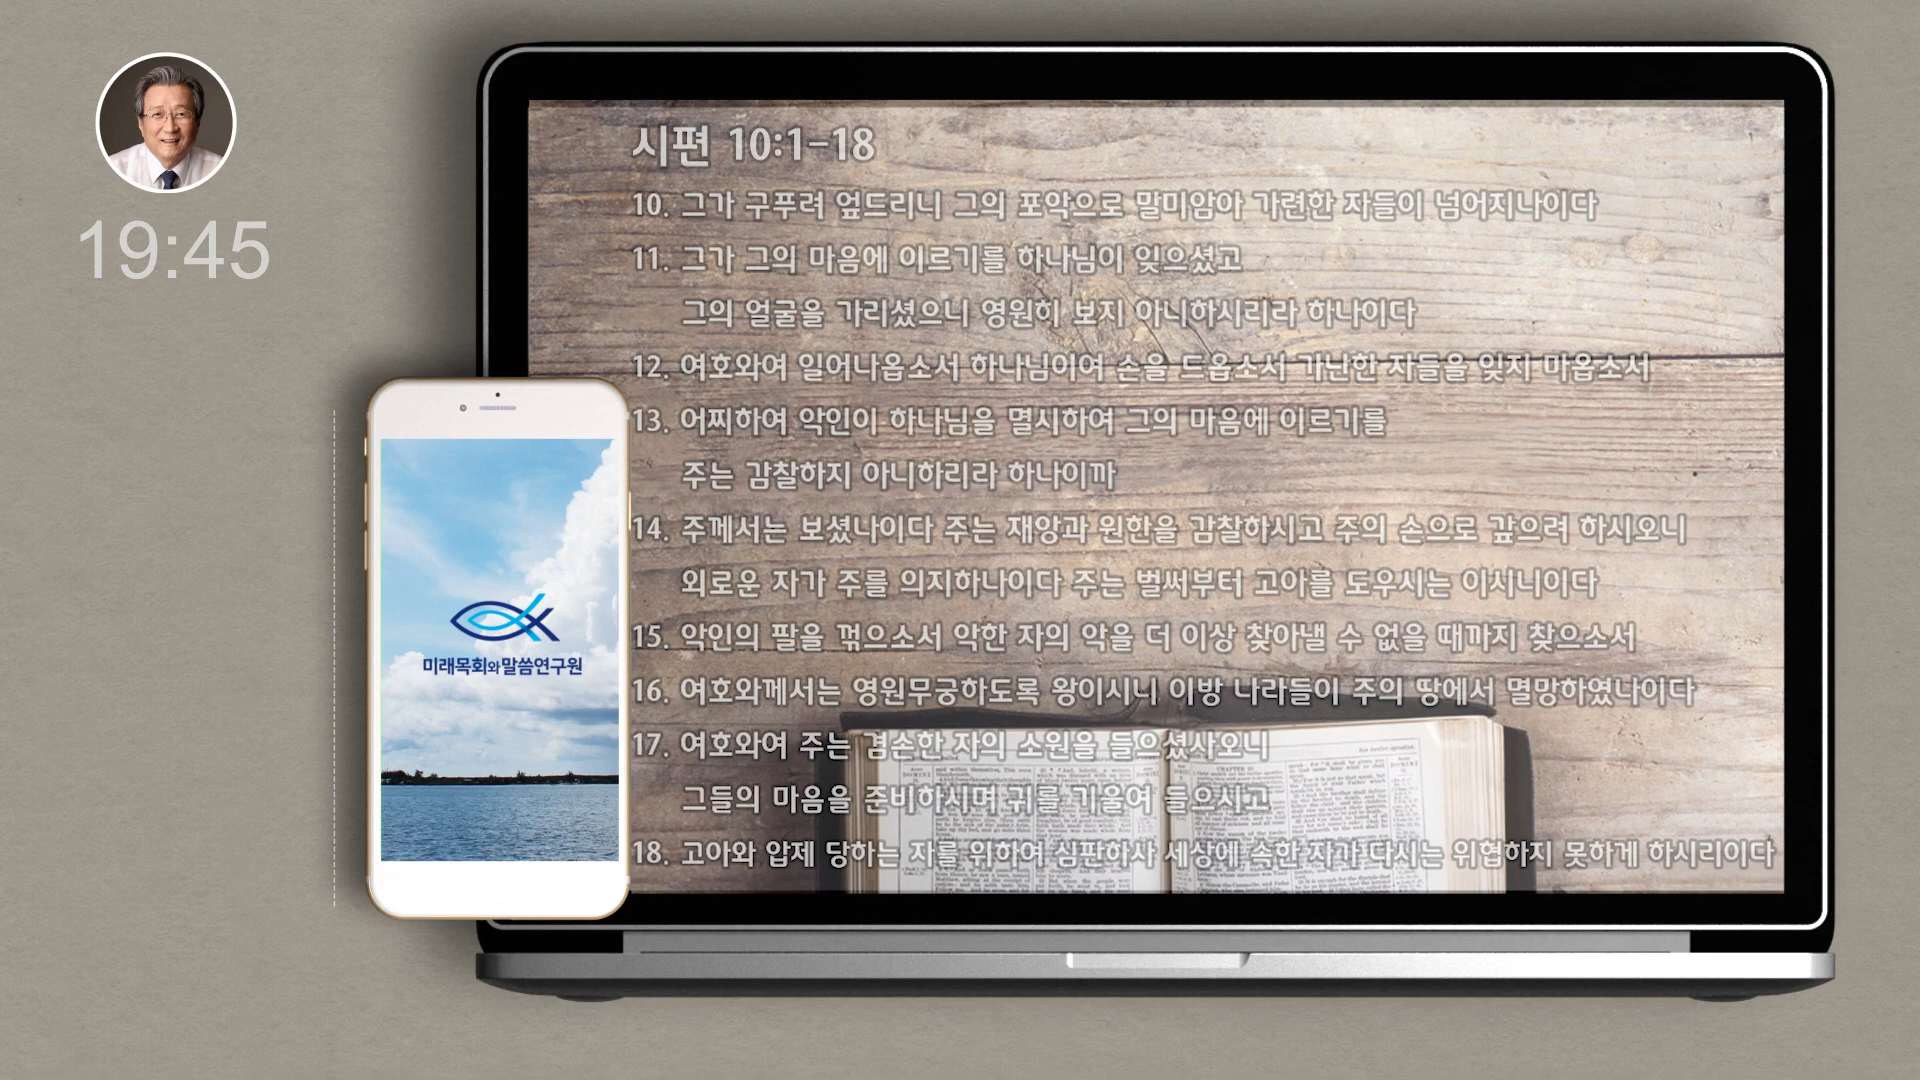 19:45
시편 10:1-18
10. 그가 구푸려 엎드리니 그의 포악으로 말미암아 가련한 자들이 넘어지나이다
11. 그가 그의 마음에 이르기를 하나님이 잊으셨고
그의 얼굴을 가리셨으니 영원히 보지 아니하시리라 하나이다
12. 여호와여 일어나옵소서 하나님이여 손을 드옵소서 가난한 자들을 잊지 마옵소서
13. 어찌하여 악인이 하나님을 멸시하여 그의 마음에 이르기를
주는 감찰하지 아니하리라 하나이까
14. 주께서는 보셨나이다 주는 재앙과 원한을 감찰하시고 주의 손으로 갚으려 하시오니
외로운 자가 주를 의지하나이다 주는 벌써부터 고아를 도우시는 이시니이다
15. 악인의 팔을 꺾으소서 악한 자의 악을 더 이상 찾아낼 수 없을 때까지 찾으소서
16. 여호와께서는 영원무궁하도록 왕이시니 이방 나라들이 주의 땅에서 멸망하였나이다
17. 여호와여 주는 겸손한 자의 소원을 들으셨사오니
그들의 마음을 준비하시며 귀를 기울여 들으시고
18. 고아와 압제 당하는 자를 위하여 심판하사 세상에 속한 자가 다시는 위협하지 못하게 하시리이다
미래목회와말씀연구원